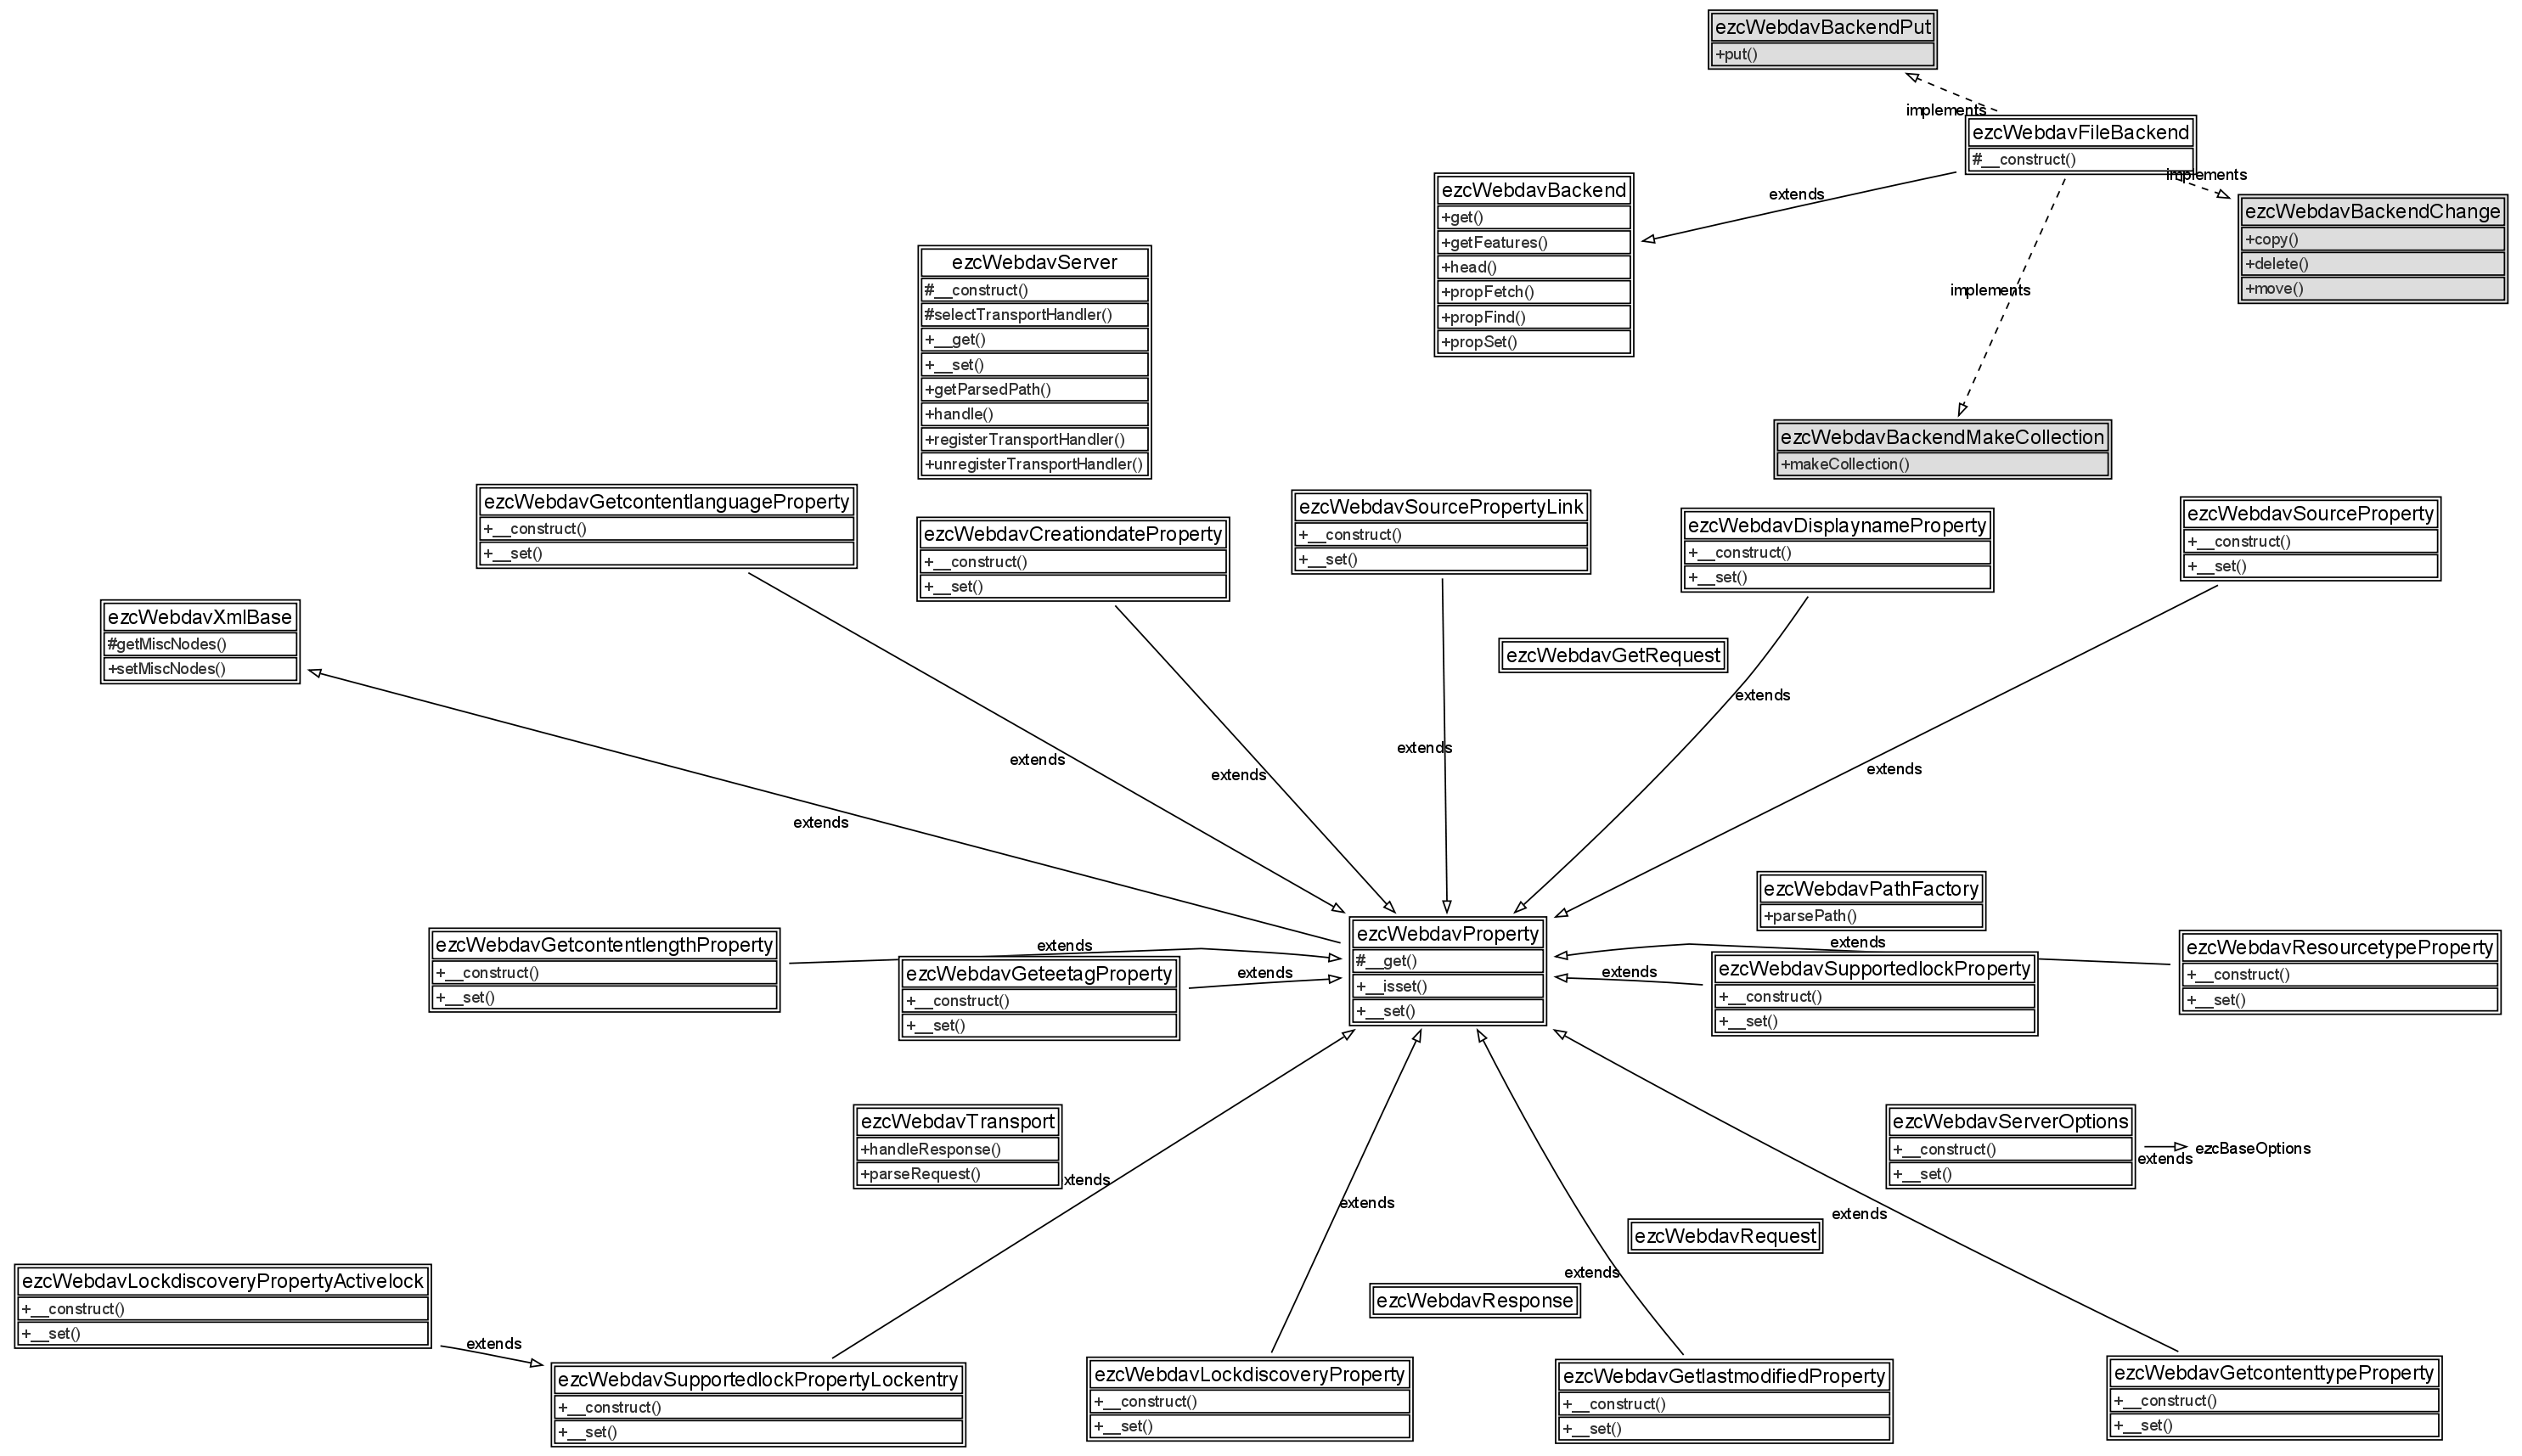 ezcWebdavBackendPut
+put()
implements
ezcWebdavFileBackend
#__construct()
implements
extends
ezcWebdavBackend
+get()
+getFeatures()
+head()
+propFetch()
+propFind()
+propSet()
ezcWebdavBackendChange
+copy()
+delete()
+move()
implements
ezcWebdavServer
#__construct()
#selectTransportHandler()
+__get()
+__set()
+getParsedPath()
+handle()
+registerTransportHandler()
+unregisterTransportHandler()
ezcWebdavBackendMakeCollection
+makeCollection()
ezcWebdavGetcontentlanguageProperty
+__construct()
+__set()
ezcWebdavCreationdateProperty
+__construct()
+__set()
ezcWebdavSourcePropertyLink
+__construct()
+__set()
ezcWebdavDisplaynameProperty
+__construct()
+__set()
ezcWebdavSourceProperty
+__construct()
+__set()
ezcWebdavXmlBase
#getMiscNodes()
+setMiscNodes()
ezcWebdavGetRequest
extends
extends
extends
extends
extends
extends
ezcWebdavPathFactory
+parsePath()
ezcWebdavGetcontentlengthProperty
+__construct()
+__set()
extends
ezcWebdavGeteetagProperty
+__construct()
+__set()
extends
ezcWebdavProperty
#__get()
+__isset()
+__set()
extends
extends
ezcWebdavSupportedlockProperty
+__construct()
+__set()
ezcWebdavResourcetypeProperty
+__construct()
+__set()
ezcWebdavTransport
+handleResponse()
+parseRequest()
xtends
extends
ezcWebdavServerOptions
+__construct()
+__set()
extends
ezcBaseOptions
extends
ezcWebdavRequest
extends
ezcWebdavResponse
ezcWebdavLockdiscoveryPropertyActivelock
+__construct()
+__set()
extends
ezcWebdavSupportedlockPropertyLockentry
+__construct()
+__set()
ezcWebdavLockdiscoveryProperty
+__construct()
+__set()
ezcWebdavGetlastmodifiedProperty
+__construct()
+__set()
ezcWebdavGetcontenttypeProperty
+__construct()
+__set()